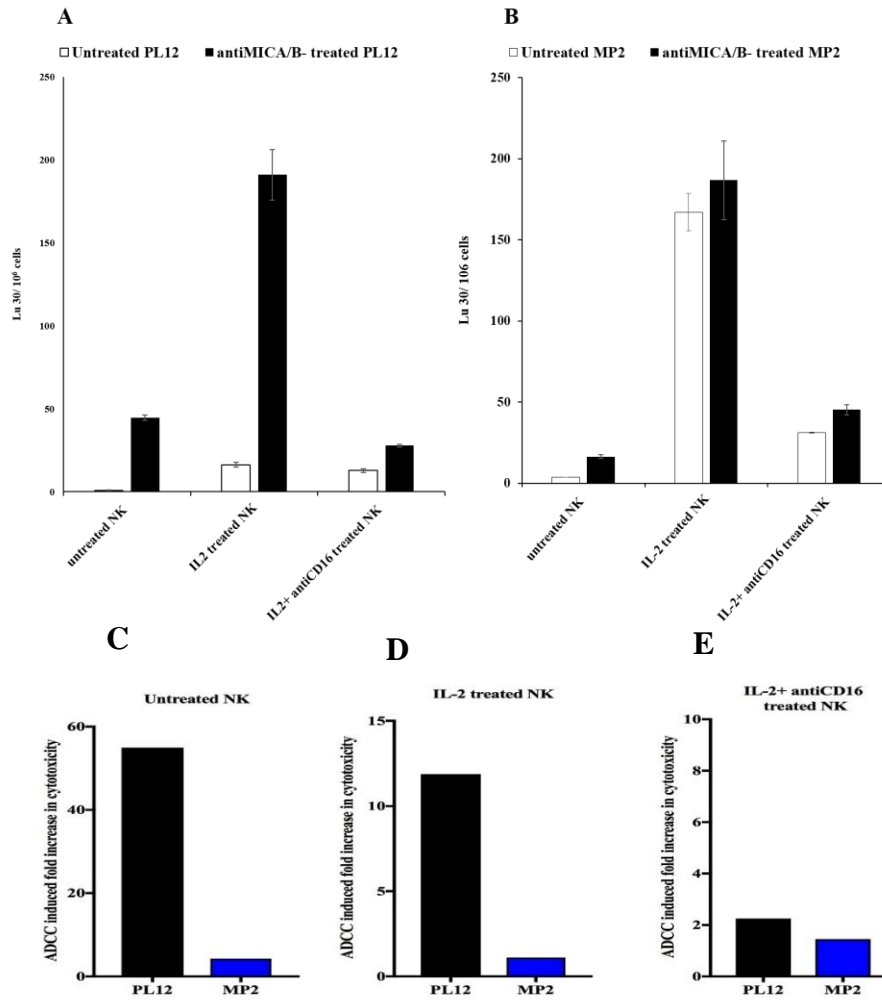 A
B
Untreated PL12 antiMICA/B- treated PL12
Untreated MP2 antiMICA/B- treated MP2
250
200
150
100
50
0
Lu 30/ 10⁶ cells
untreated NK
IL2 treated NK
IL2+ antiCD16 treated NK
250
200
150
100
50
0
Lu 30/ 106 cells
untreated NK
IL-2 treated NK
IL-2+ antiCD16 treated NK
C
D
E
Untreated NK
60
40
20
0
ADCC induced fold increase in cytotoxicity
PL12 MP2
IL-2 treated NK
15
10
5
0
ADCC induced fold increase in cytotoxicity
PL12 MP2
IL-2+ antiCD16
treated NK
10
8
6
4
2
0
ADCC induced fold increase in cytotoxicity
PL12 MP2